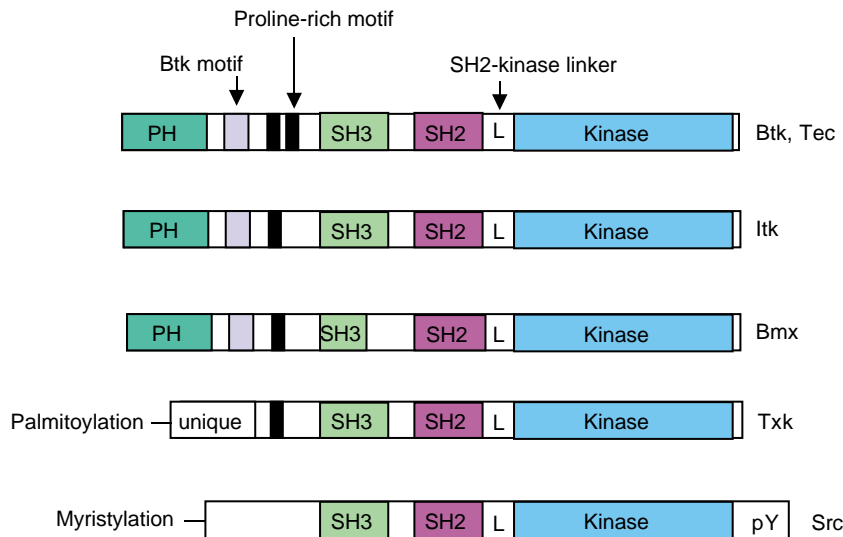 Proline-rich motif
Btk motif
SH2-kinase linker
PH SH3 SH2 L Kinase Btk, Tec
PH SH3 SH2 L Kinase Itk
PH SH3 SH2 L Kinase Bmx
Palmitoylation unique SH3 SH2 L Kinase Txk
Myristylation SH3 SH2 L Kinase pY Src